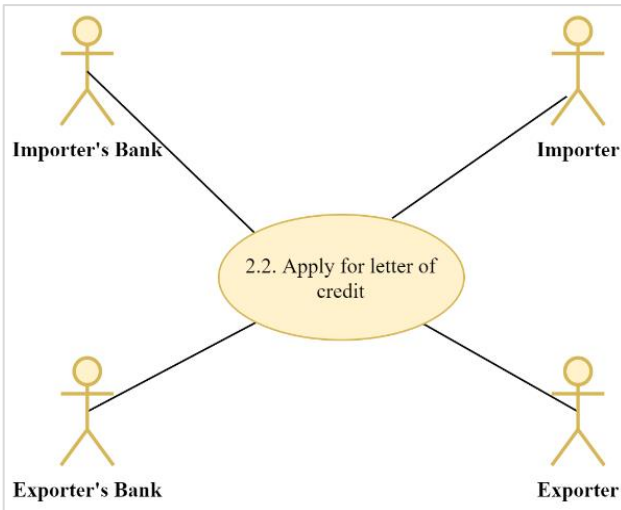 Importer's Bank
Importer
2.2. Apply for letter of
credit
Exporter's Bank
Exporter